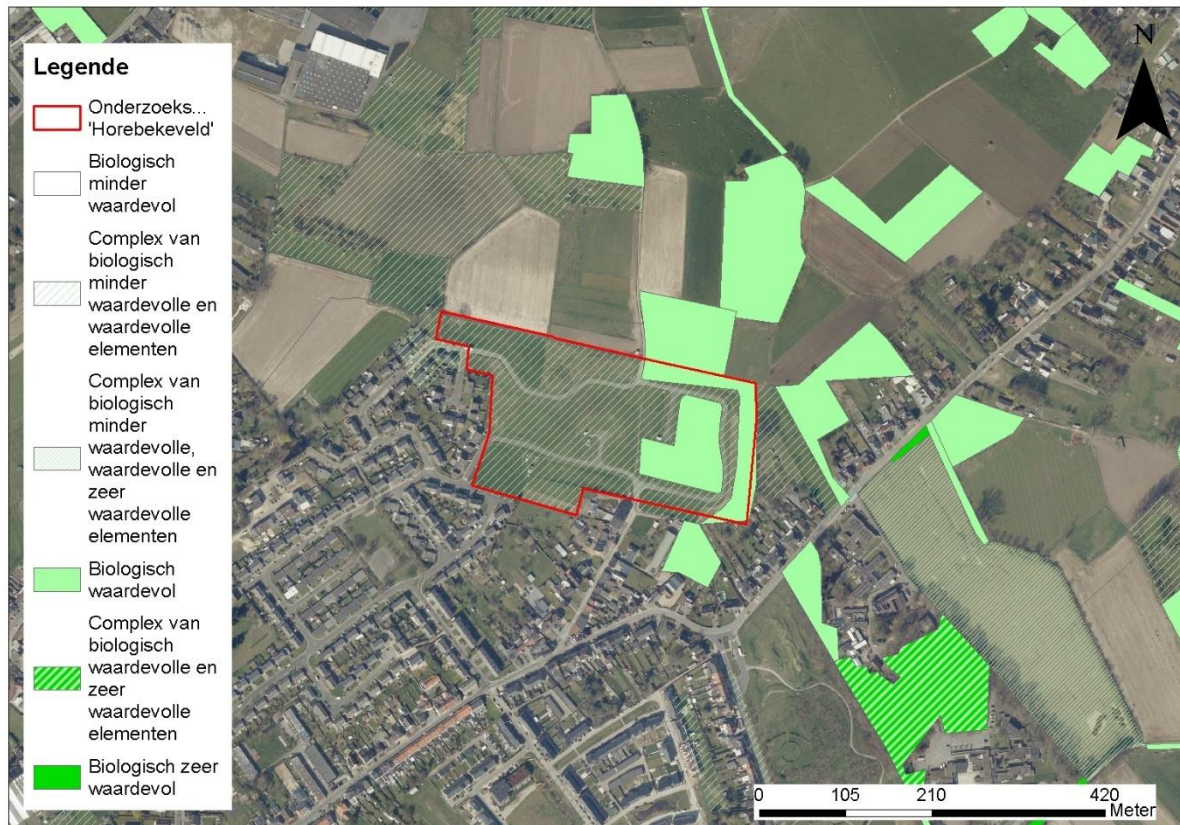 Legende
Onderzoeks...
'Horebekeveld'
Biologisch
minder
waardevol
Complex van
biologisch
minder
waardevolle en
waardevolle
elementen
Complex van
biologisch
minder
waardevolle,
waardevolle en
zeer
waardevolle
elementen
Biologisch
waardevol
Complex van
biologisch
waardevolle en
zeer
waardevolle
elementen
Biologisch zeer
waardevol
N
0 105 210 420
Meter